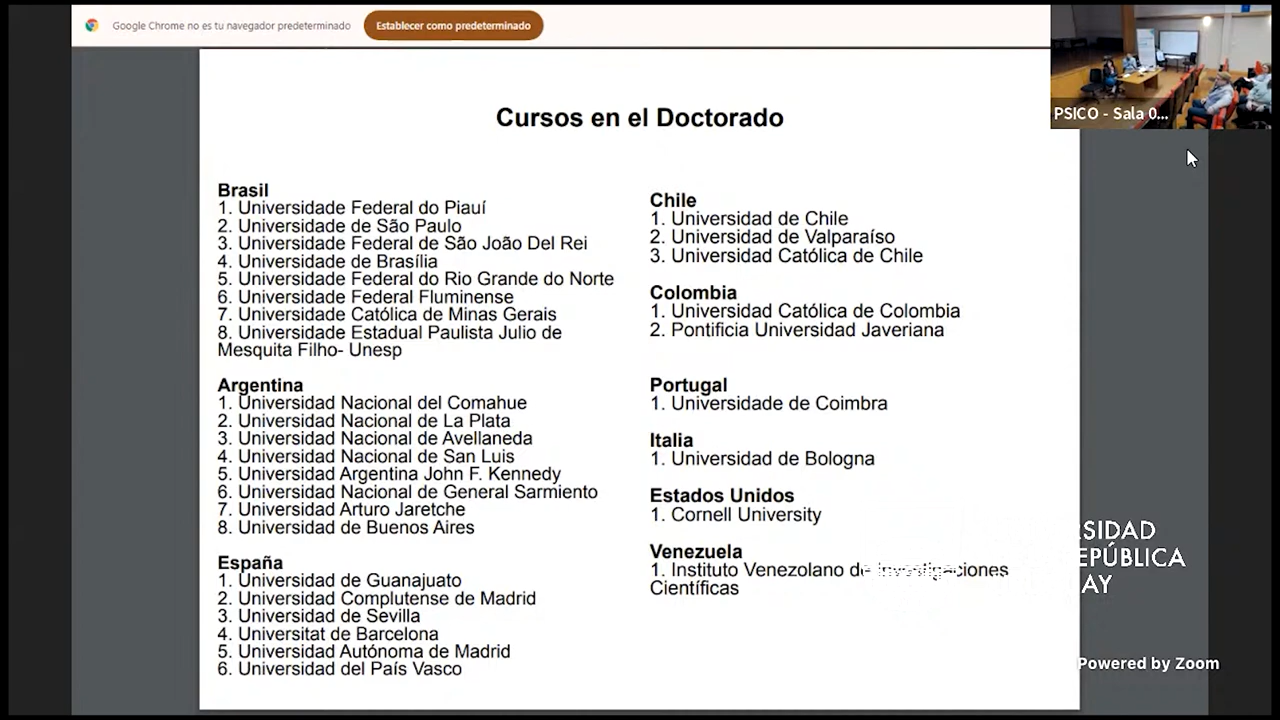 Google Chrome no es tu navegador predeterminado
Establecer como predeterminado
PSICO - Sala 0...
Cursos en el Doctorado
Brasil
1. Universidade Federal do Piauí
2. Universidade de São Paulo
3. Universidade Federal de São João Del Rei
4. Universidade de Brasília
5. Universidade Federal do Rio Grande do Norte
6. Universidade Federal Fluminense
7. Universidade Católica de Minas Gerais
8. Universidade Estadual Paulista Julio de
Mesquita Filho- Unesp
Argentina
1. Universidad Nacional del Comahue
2. Universidad Nacional de La Plata
3. Universidad Nacional de Avellaneda
4. Universidad Nacional de San Luis
5. Universidad Argentina John F. Kennedy
6. Universidad Nacional de General Sarmiento
7. Universidad Arturo Jaretche
8. Universidad de Buenos Aires
España
1. Universidad de Guanajuato
2. Universidad Complutense de Madrid
3. Universidad de Sevilla
4. Universitat de Barcelona
5. Universidad Autónoma de Madrid
6. Universidad del País Vasco
Chile
1. Universidad de Chile
2. Universidad de Valparaíso
3. Universidad Católica de Chile
Colombia
1. Universidad Católica de Colombia
2. Pontificia Universidad Javeriana
Portugal
1. Universidade de Coimbra
Italia
1. Universidad de Bologna
Estados Unidos
1. Cornell University
Venezuela
1. Instituto Venezolano de Investigaciones
Científicas
RSIDAD
EPÚBLICA
AY
Powered by Zoom